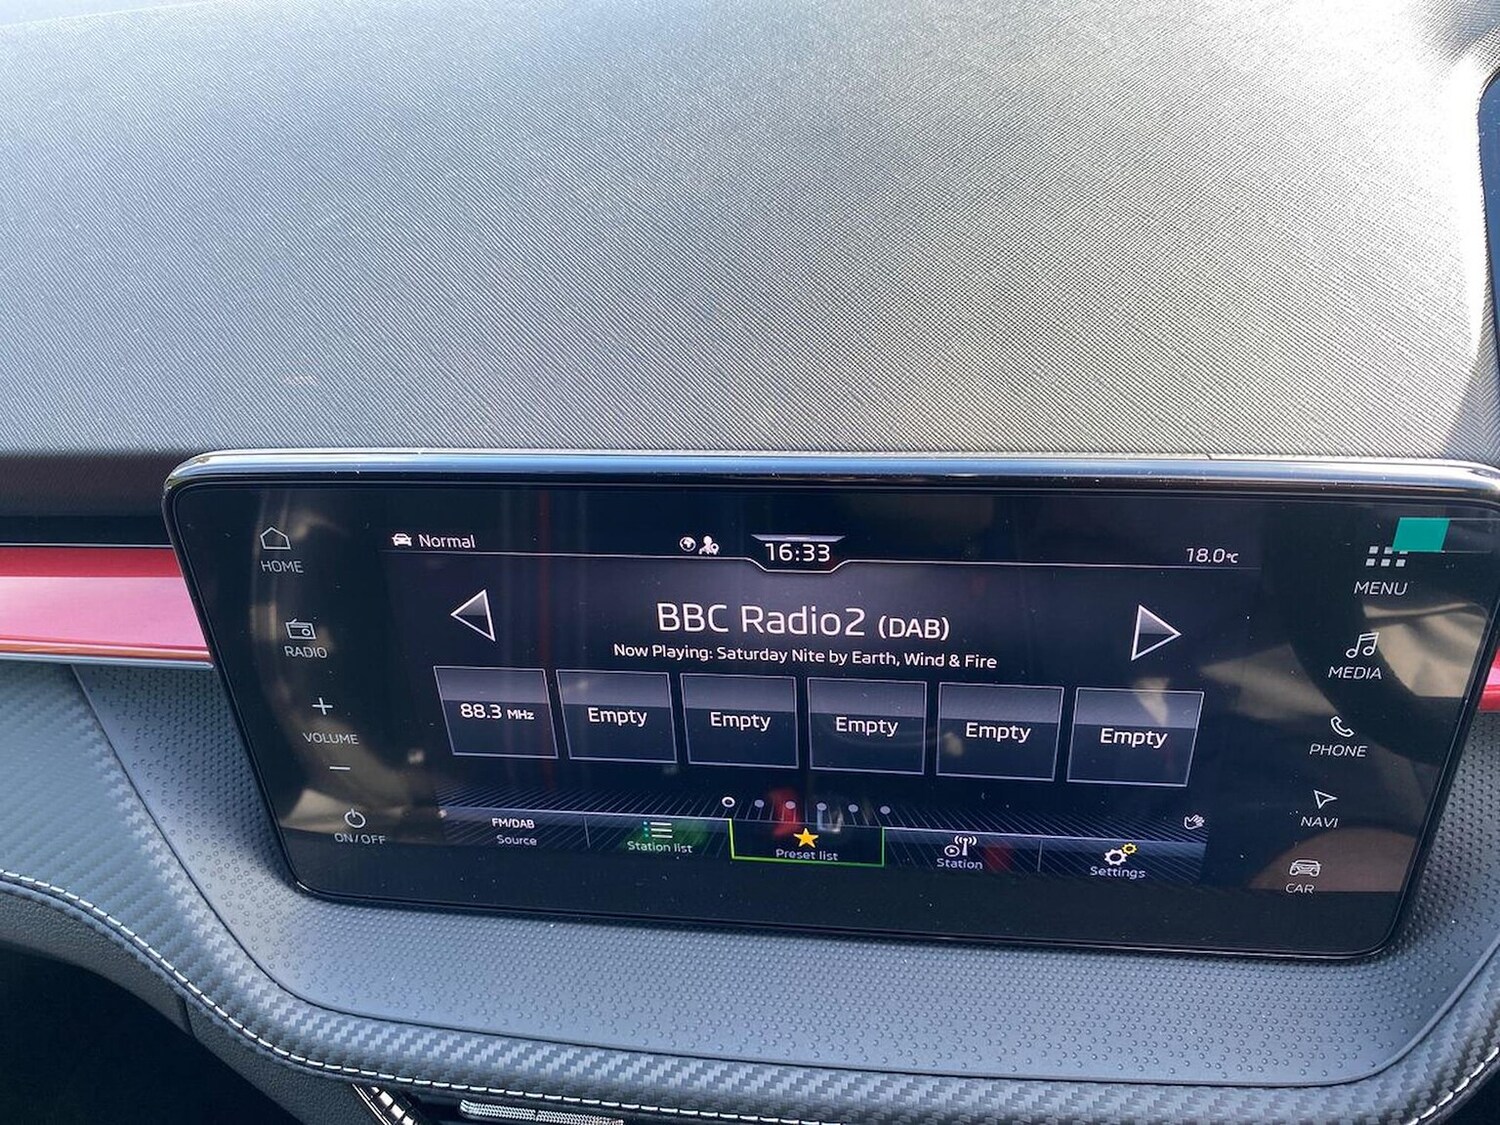 HOME
RADIO
VOLUME
ON/OFF
Normal
16:33
18.0°C
BBC Radio2 (DAB)
Now Playing: Saturday Nite by Earth, Wind & Fire
88.3 MHz
Empty
Empty
Empty
Empty
Empty
FM/DAB
Source
Station list
Preset list
Station
Settings
MENU
MEDIA
PHONE
NAVI
CAR